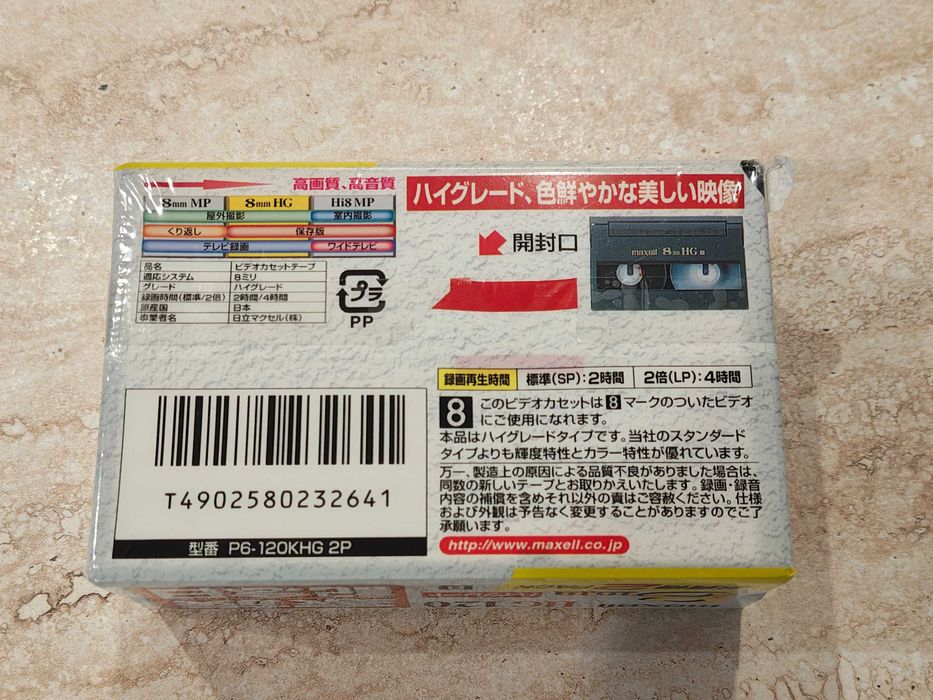 高画質、高音質
8mm MP 8mm HG Hi8 MP
屋外撮影 室内撮影
くり返し 保存版
テレビ録画 ワイドテレビ
品名 ビデオカセットテープ
適応システム 8ミリ
グレード ハイグレード
録画時間(標準/2倍) 2時間/4時間
原産国 日本
事業者名 日立マクセル(株)
プラ
PP
ハイグレード、色鮮やかな美しい映像
開封口
maxell 8mm HG
録画再生時間 標準(SP):2時間 2倍(LP):4時間
8 このビデオカセットは8マークのついたビデオ
にご使用になれます。
本品はハイグレードタイプです。当社のスタンダード
タイプよりも輝度特性とカラー特性が優れています。
万一、製造上の原因による品質不良がありました場合は、
同数の新しいテープとお取りかえいたします。録画・録音
内容の補償を含めそれ以外の責はご容赦ください。仕様
および外観は予告なく変更することがありますのでご了
承願います。
http://www.maxell.co.jp
T4902580232641
型番 P6-120KHG 2P
maxell HG 120